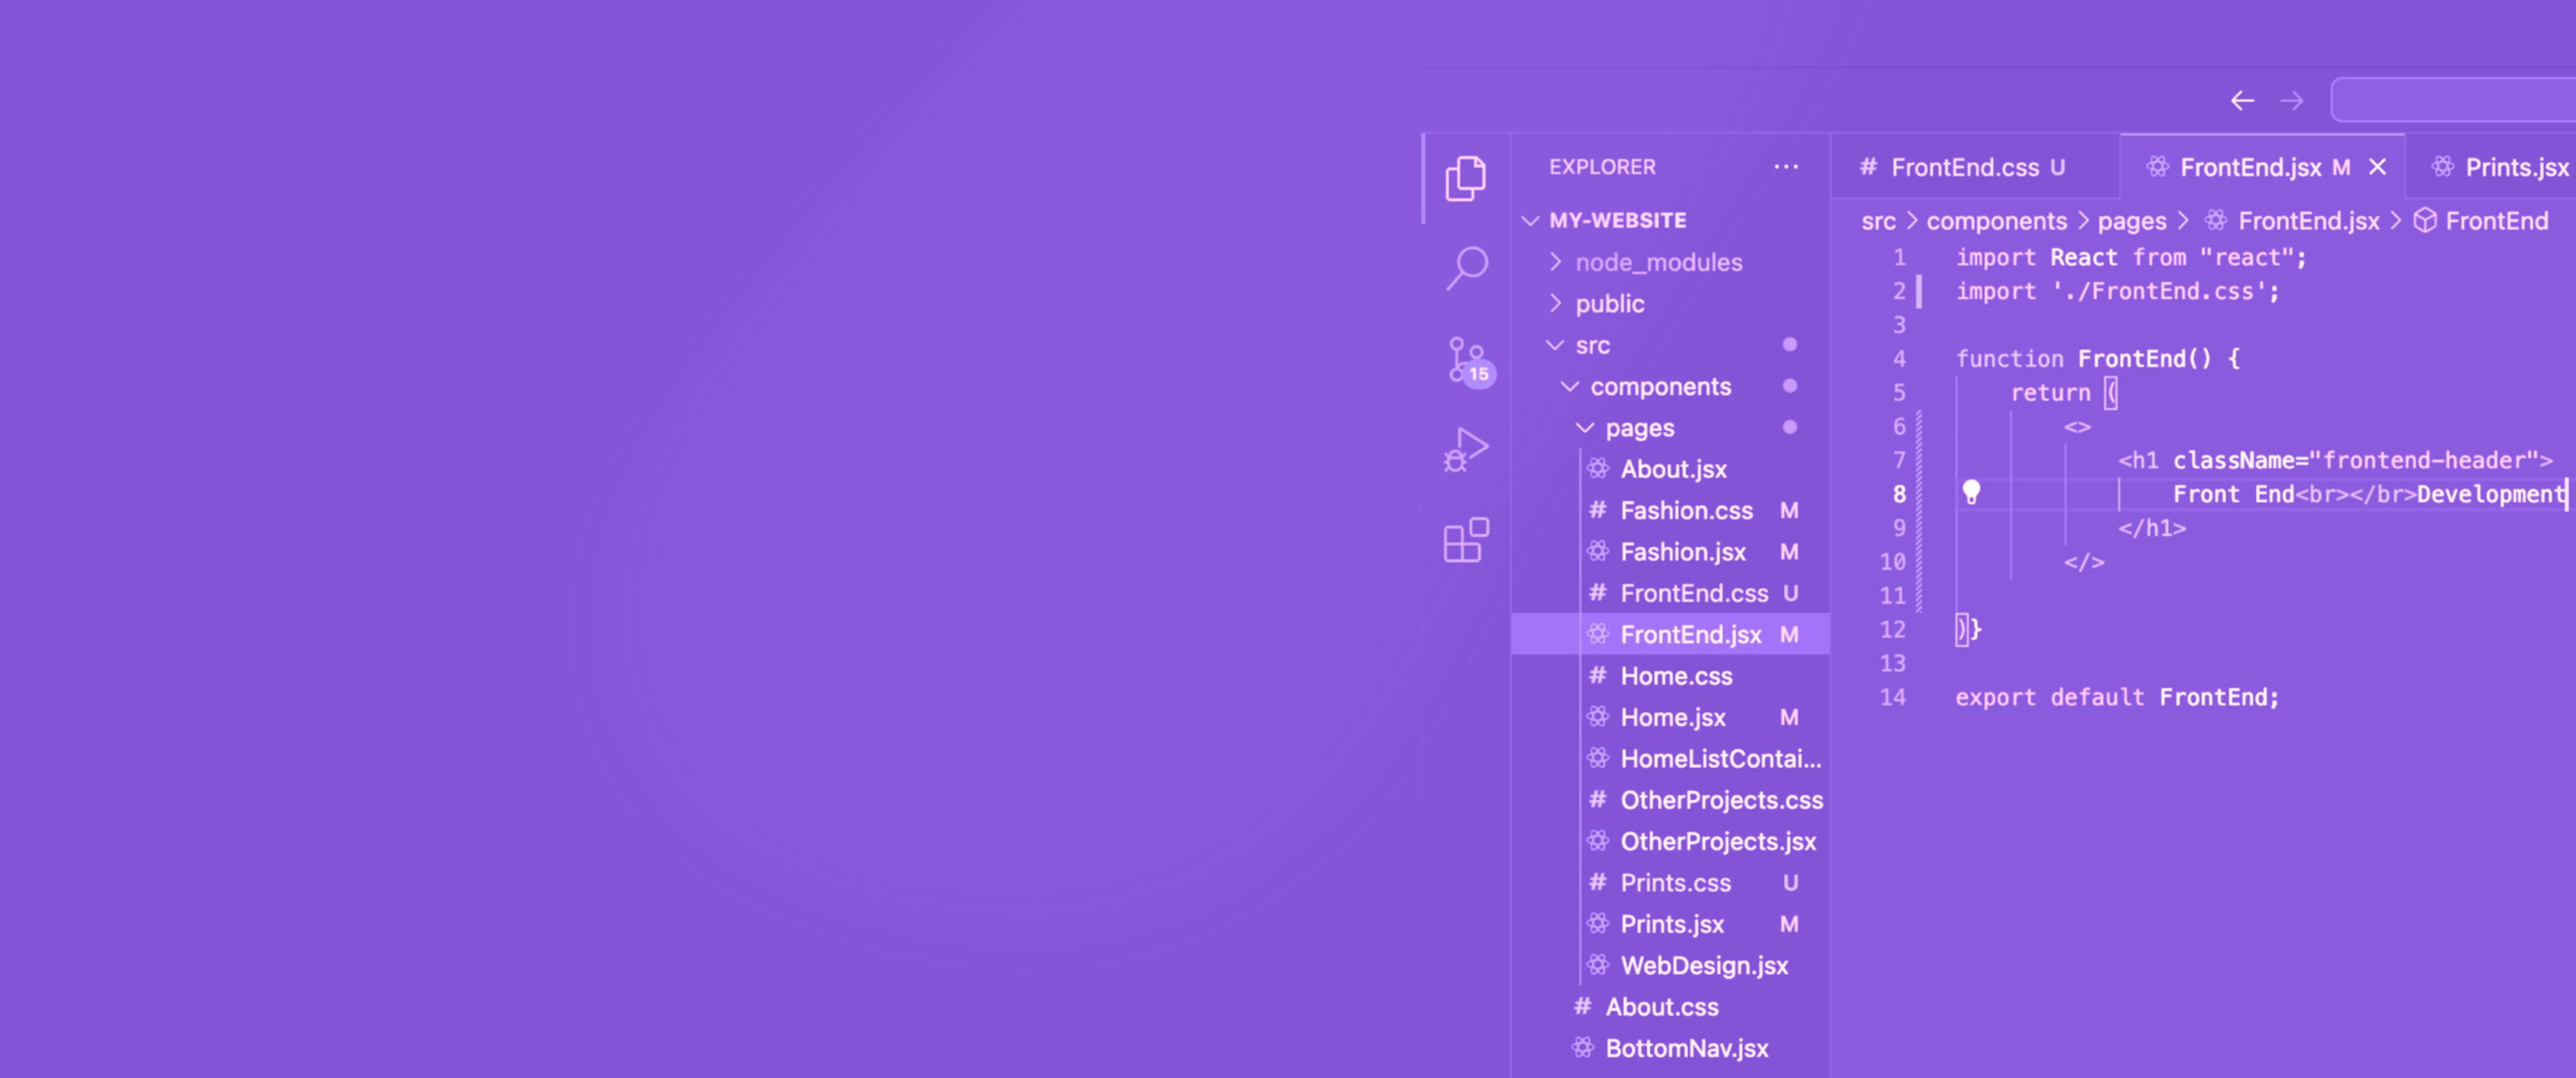 15
EXPLORER ...
MY-WEBSITE
node_modules
public
src
components
pages
About.jsx
Fashion.css M
Fashion.jsx M
FrontEnd.css U
FrontEnd.jsx M
Home.css
Home.jsx M
HomeListContai...
OtherProjects.css
OtherProjects.jsx
Prints.css U
Prints.jsx M
WebDesign.jsx
About.css
BottomNav.jsx
# FrontEnd.css U FrontEnd.jsx M Prints.jsx
src > components > pages > FrontEnd.jsx > FrontEnd
1 import React from "react";
2 import './FrontEnd.css';
3
4 function FrontEnd() {
5 return (
6 <>
7 <h1 className="frontend-header">
8 Front End<br></br>Development
9 </h1>
10 </>
11
12 )}
13
14 export default FrontEnd;